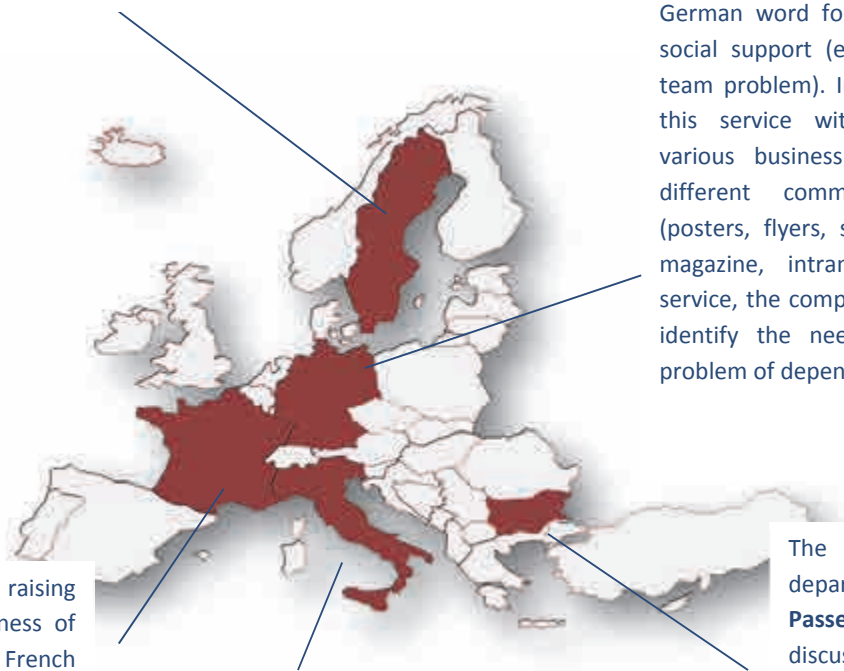 German word fo
social support (e
team problem). I
this service wit
various business
different comm
(posters, flyers, s
magazine, intran
service, the comp
identify the nee
problem of depen
raising
ness of
French
The
depar
Passe
discus